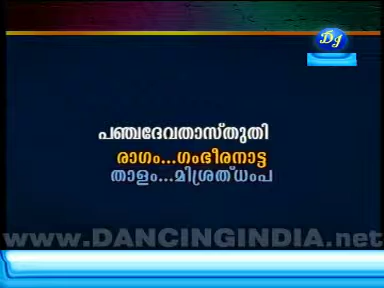 DJ
പഞ്ചദേവതാസ്തുതി
രാഗം...ഗംഭീരനാട്ട
താളം...മിശ്രത്ധംപ
www.DANCINGINDIA.net